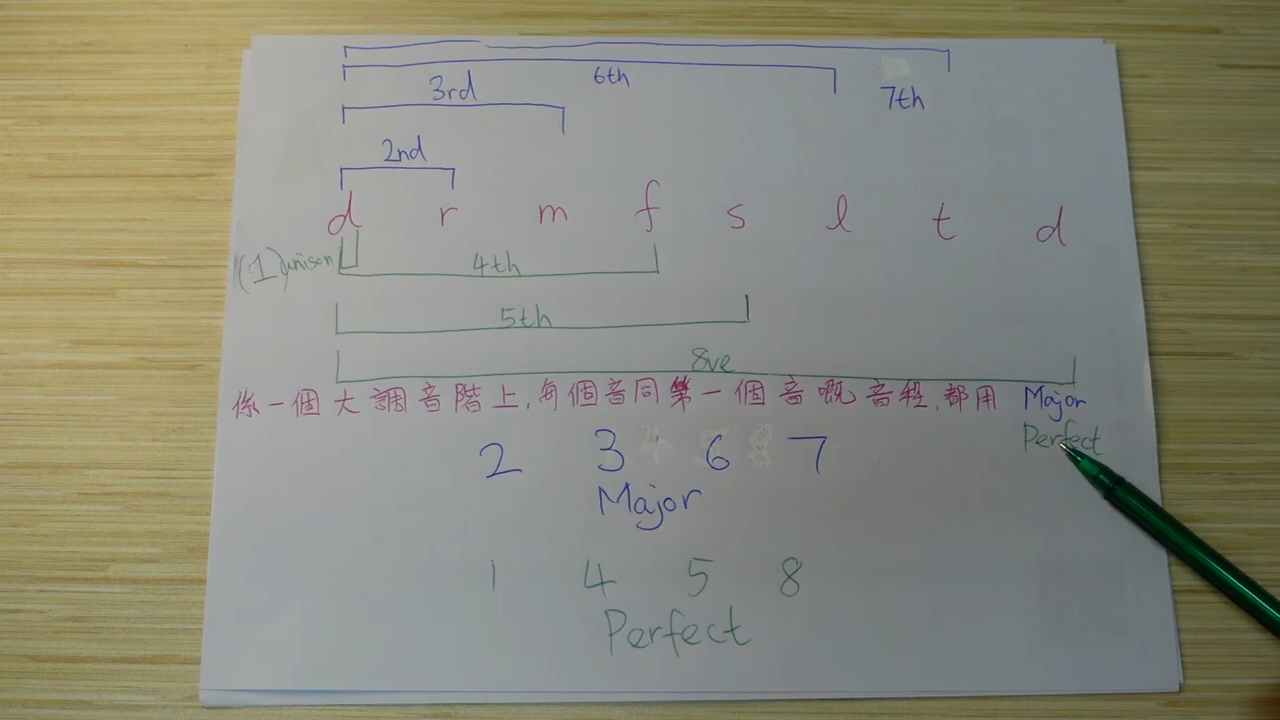 6th
7th
3rd
2nd
d r m f s l t d
(1) unison
4th
5th
8ve
係一個大調音階上,每個音同第一個音嘅音程,都用 Major
Perfect
2 3 6 7
Major
1 4 5 8
Perfect